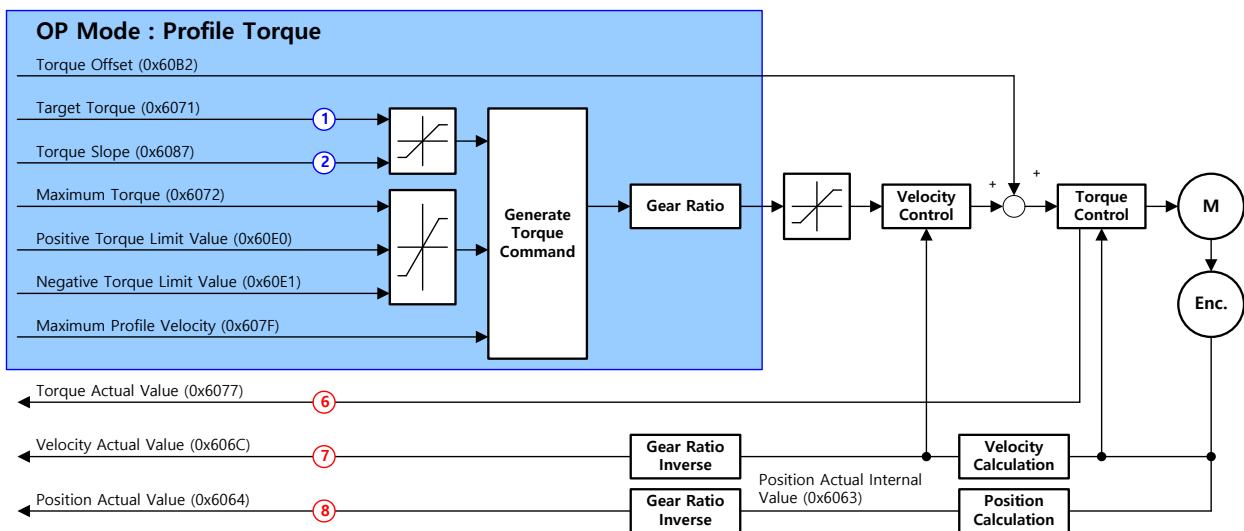 OP Mode : Profile Torque
Torque Offset (0x60B2)
Target Torque (0x6071)
1
Torque Slope (0x6087)
2
Maximum Torque (0x6072)
Positive Torque Limit Value (0x60E0)
Negative Torque Limit Value (0x60E1)
Maximum Profile Velocity (0x607F)
Generate
Torque
Command
Gear Ratio
Velocity
Control
+
+
Torque
Control
M
Enc.
Torque Actual Value (0x6077)
6
Velocity Actual Value (0x606C)
7
Gear Ratio
Inverse
Velocity
Calculation
Position Actual Value (0x6064)
8
Gear Ratio
Inverse
Position Actual Internal
Value (0x6063)
Position
Calculation